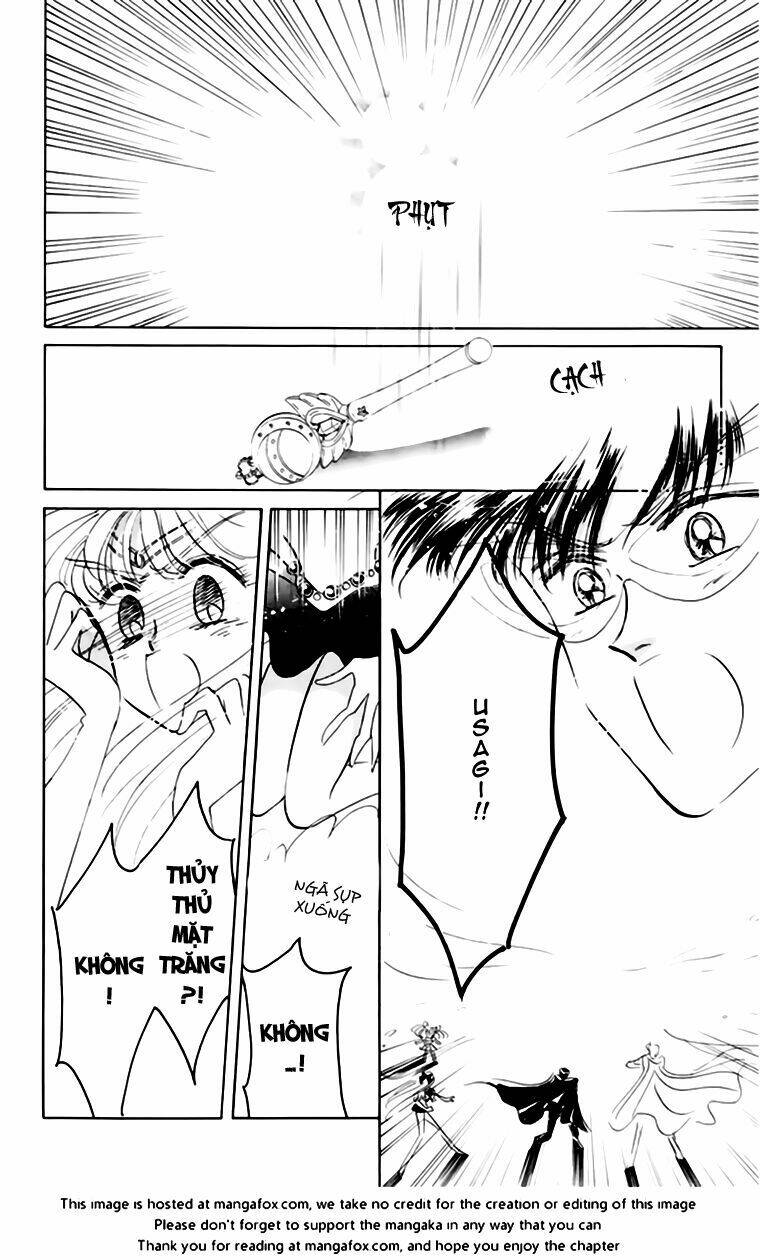 PHỤT
CẠCH
USAGI!!
NGÃ SỤP
XUỐNG
KHÔNG
...!
THỦY
THỦ
MẶT
TRĂNG
?!
KHÔNG
!
This image is hosted at mangafox.com, we take no credit for the creation or editing of this image
Please don't forget to support the mangaka in any way that you can
Thank you for reading at mangafox.com, and hope you enjoy the chapter